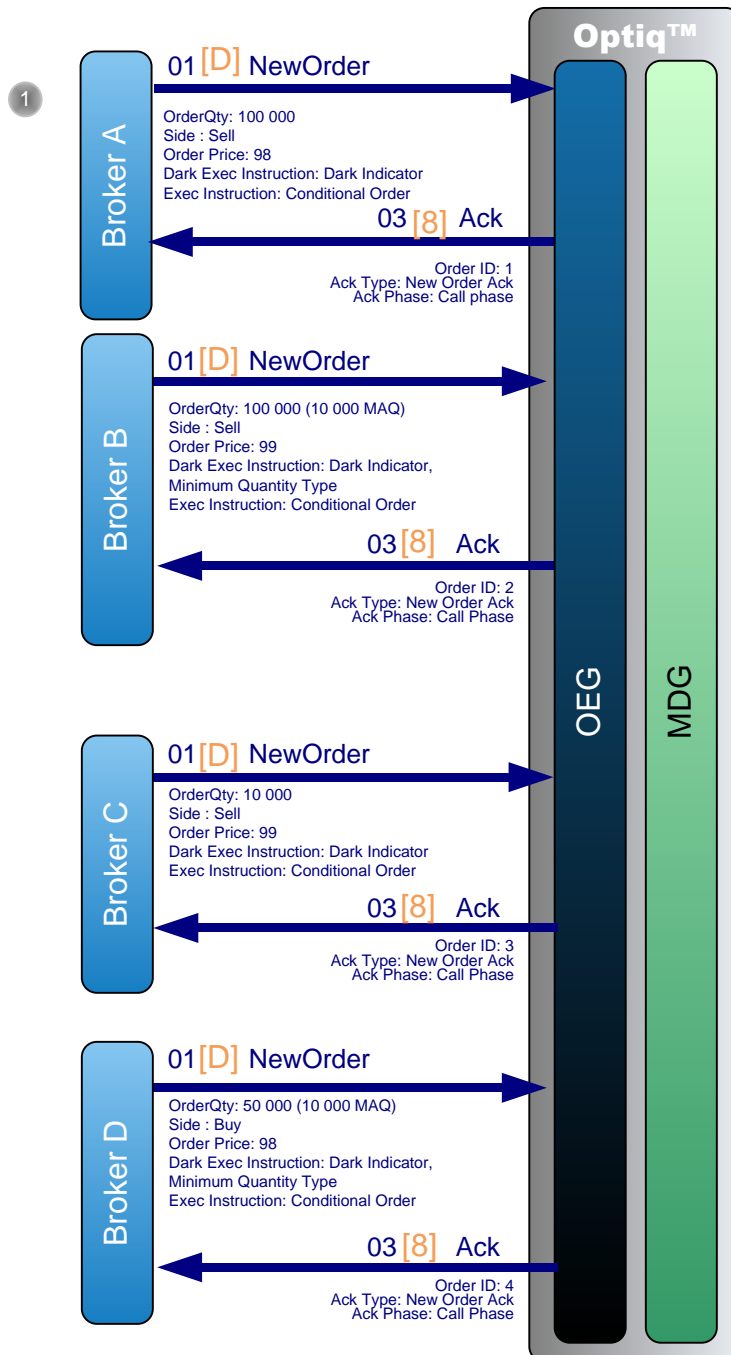 Optiq™
1
Broker A
01 [D] NewOrder
OrderQty: 100 000
Side : Sell
Order Price: 98
Dark Exec Instruction: Dark Indicator
Exec Instruction: Conditional Order
03 [8] Ack
Order ID: 1
Ack Type: New Order Ack
Ack Phase: Call phase
Broker B
01 [D] NewOrder
OrderQty: 100 000 (10 000 MAQ)
Side : Sell
Order Price: 99
Dark Exec Instruction: Dark Indicator,
Minimum Quantity Type
Exec Instruction: Conditional Order
03 [8] Ack
Order ID: 2
Ack Type: New Order Ack
Ack Phase: Call Phase
OEG
MDG
Broker C
01 [D] NewOrder
OrderQty: 10 000
Side : Sell
Order Price: 99
Dark Exec Instruction: Dark Indicator
Exec Instruction: Conditional Order
03 [8] Ack
Order ID: 3
Ack Type: New Order Ack
Ack Phase: Call Phase
Broker D
01 [D] NewOrder
OrderQty: 50 000 (10 000 MAQ)
Side : Buy
Order Price: 98
Dark Exec Instruction: Dark Indicator,
Minimum Quantity Type
Exec Instruction: Conditional Order
03 [8] Ack
Order ID: 4
Ack Type: New Order Ack
Ack Phase: Call Phase